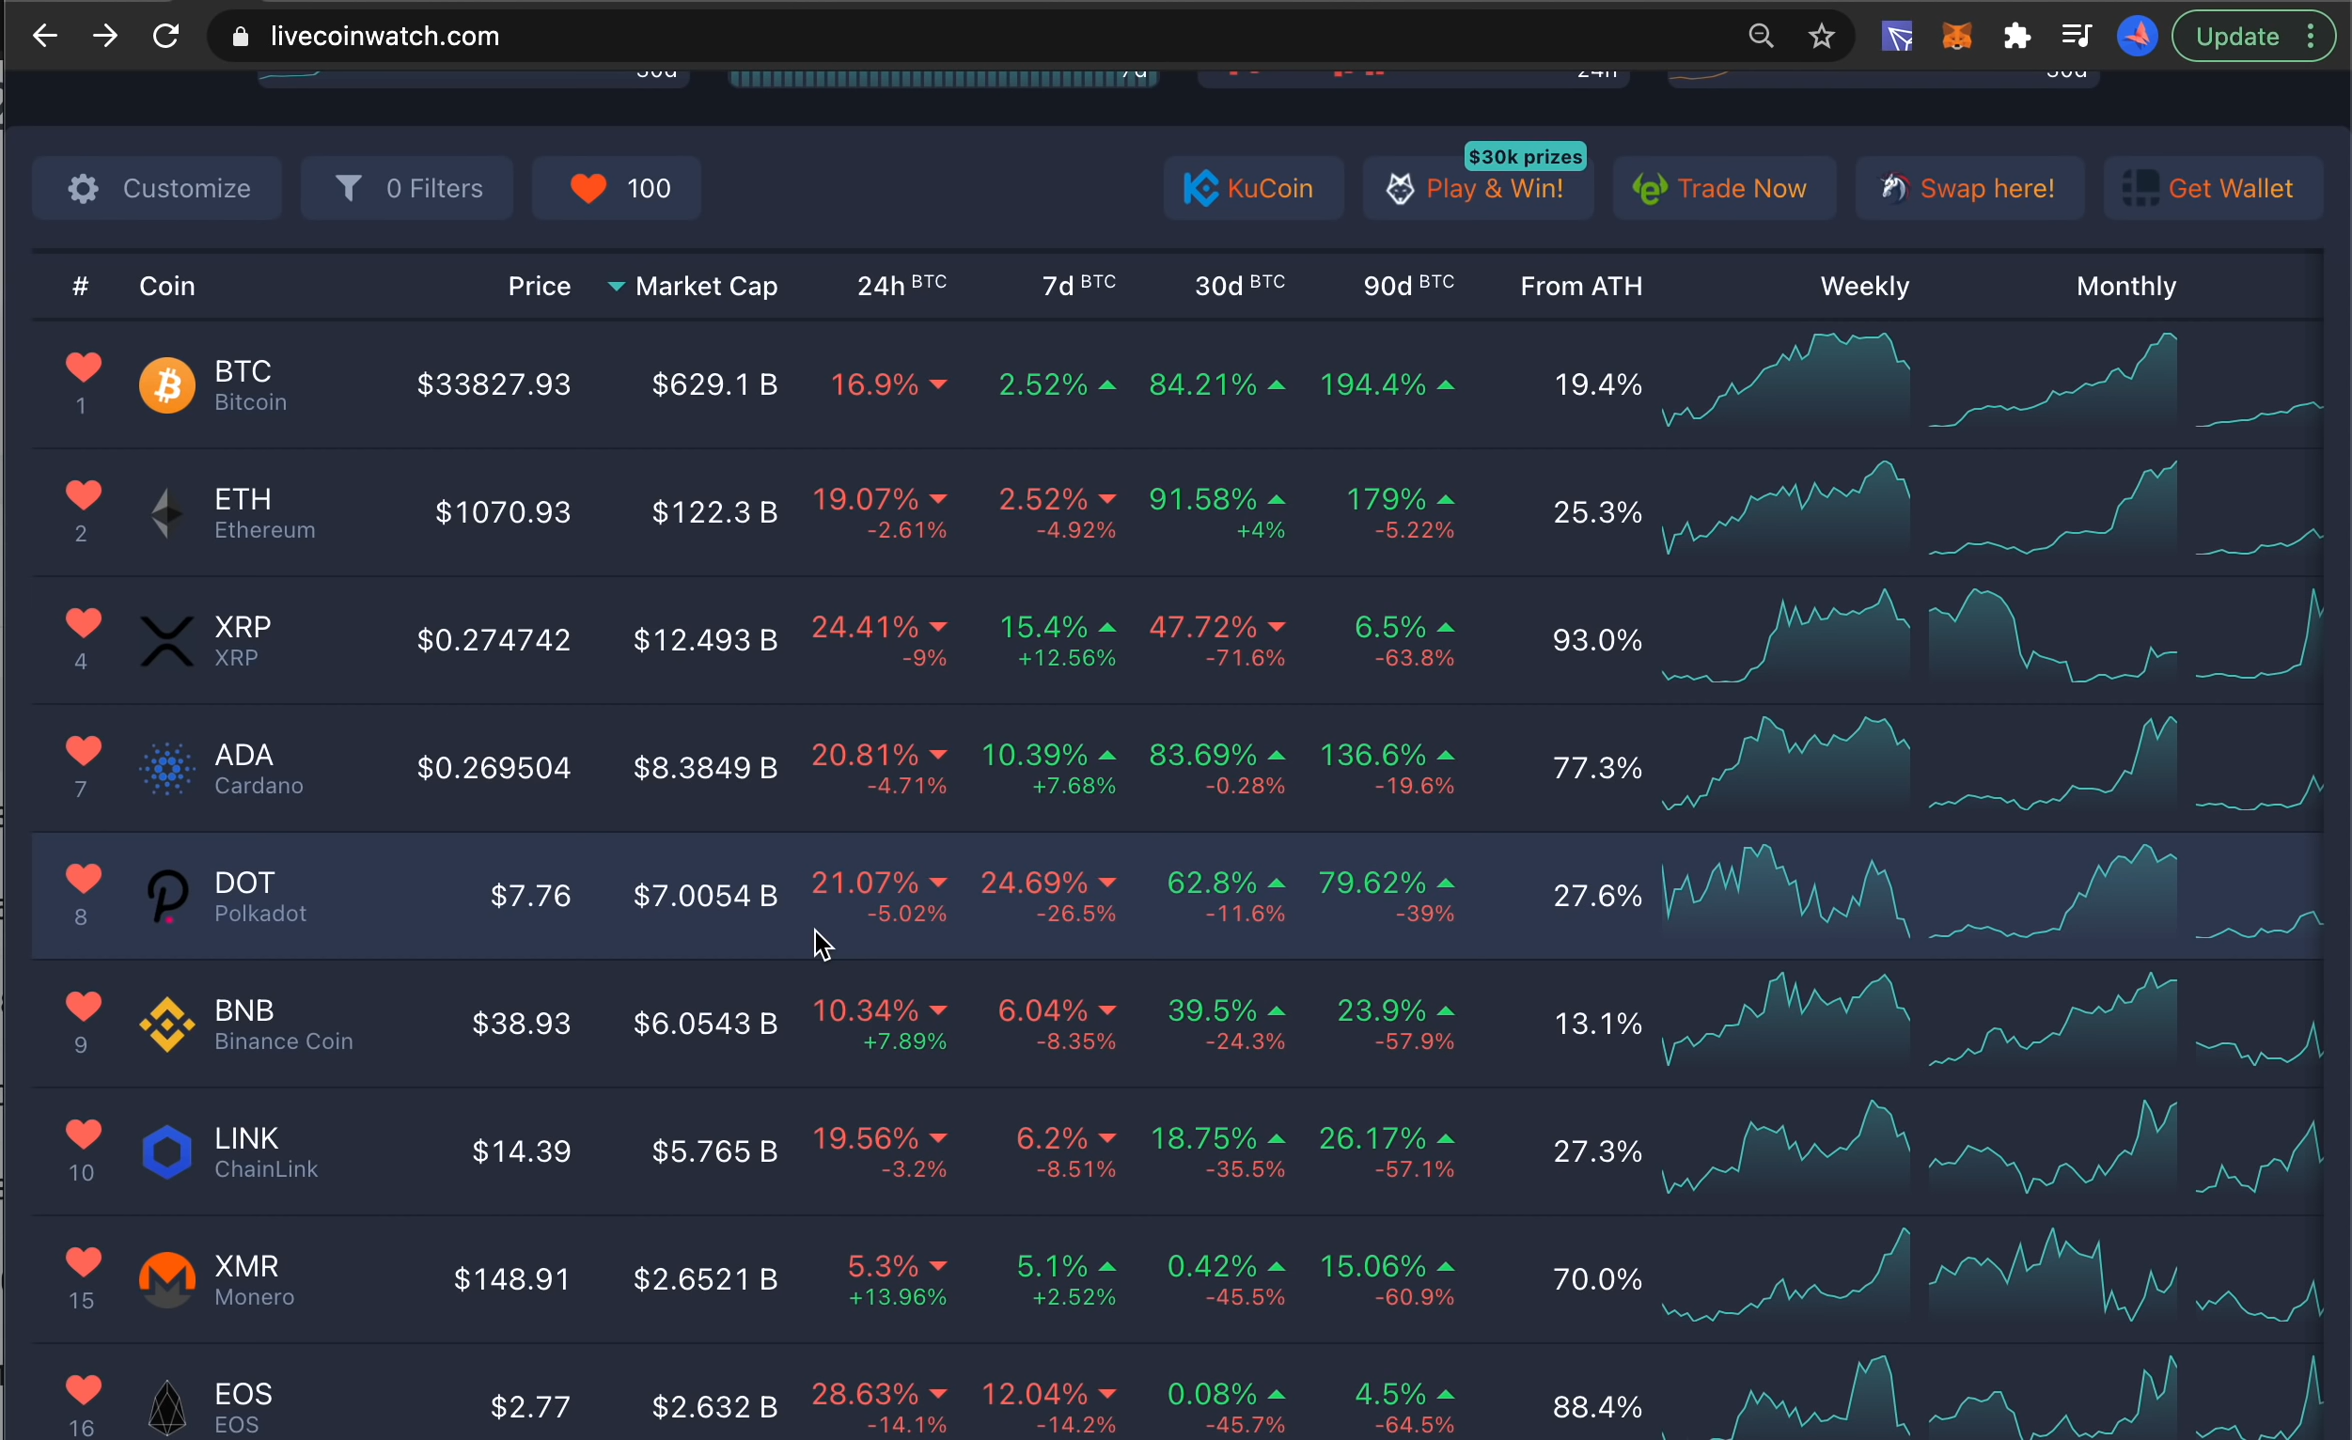 livecoinwatch.com
Update
30d
7d
24h
30d
Customize
0 Filters
100
KuCoin
$30k prizes
Play & Win!
Trade Now
Swap here!
Get Wallet
# Coin Price Market Cap 24h BTC 7d BTC 30d BTC 90d BTC From ATH Weekly Monthly
1 BTC Bitcoin $33827.93 $629.1 B 16.9% 2.52% 84.21% 194.4% 19.4%
2 ETH Ethereum $1070.93 $122.3 B 19.07% -2.61% 2.52% -4.92% 91.58% +4% 179% -5.22% 25.3%
4 XRP XRP $0.274742 $12.493 B 24.41% -9% 15.4% +12.56% 47.72% -71.6% 6.5% -63.8% 93.0%
7 ADA Cardano $0.269504 $8.3849 B 20.81% -4.71% 10.39% +7.68% 83.69% -0.28% 136.6% -19.6% 77.3%
8 DOT Polkadot $7.76 $7.0054 B 21.07% -5.02% 24.69% -26.5% 62.8% -11.6% 79.62% -39% 27.6%
9 BNB Binance Coin $38.93 $6.0543 B 10.34% +7.89% 6.04% -8.35% 39.5% -24.3% 23.9% -57.9% 13.1%
10 LINK ChainLink $14.39 $5.765 B 19.56% -3.2% 6.2% -8.51% 18.75% -35.5% 26.17% -57.1% 27.3%
15 XMR Monero $148.91 $2.6521 B 5.3% +13.96% 5.1% +2.52% 0.42% -45.5% 15.06% -60.9% 70.0%
16 EOS EOS $2.77 $2.632 B 28.63% -14.1% 12.04% -14.2% 0.08% -45.7% 4.5% -64.5% 88.4%